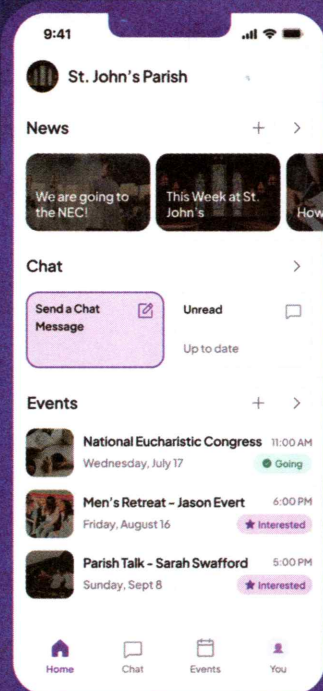 9:41
St. John's Parish
News
We are going to
the NEC!
This Week at St.
John's
How
Chat
Send a Chat
Message
Unread
Up to date
Events
National Eucharistic Congress 11:00 AM
Wednesday, July 17 Going
Men's Retreat - Jason Evert 6:00 PM
Friday, August 16 Interested
Parish Talk - Sarah Swafford 5:00 PM
Sunday, Sept 8 Interested
Home Chat Events You